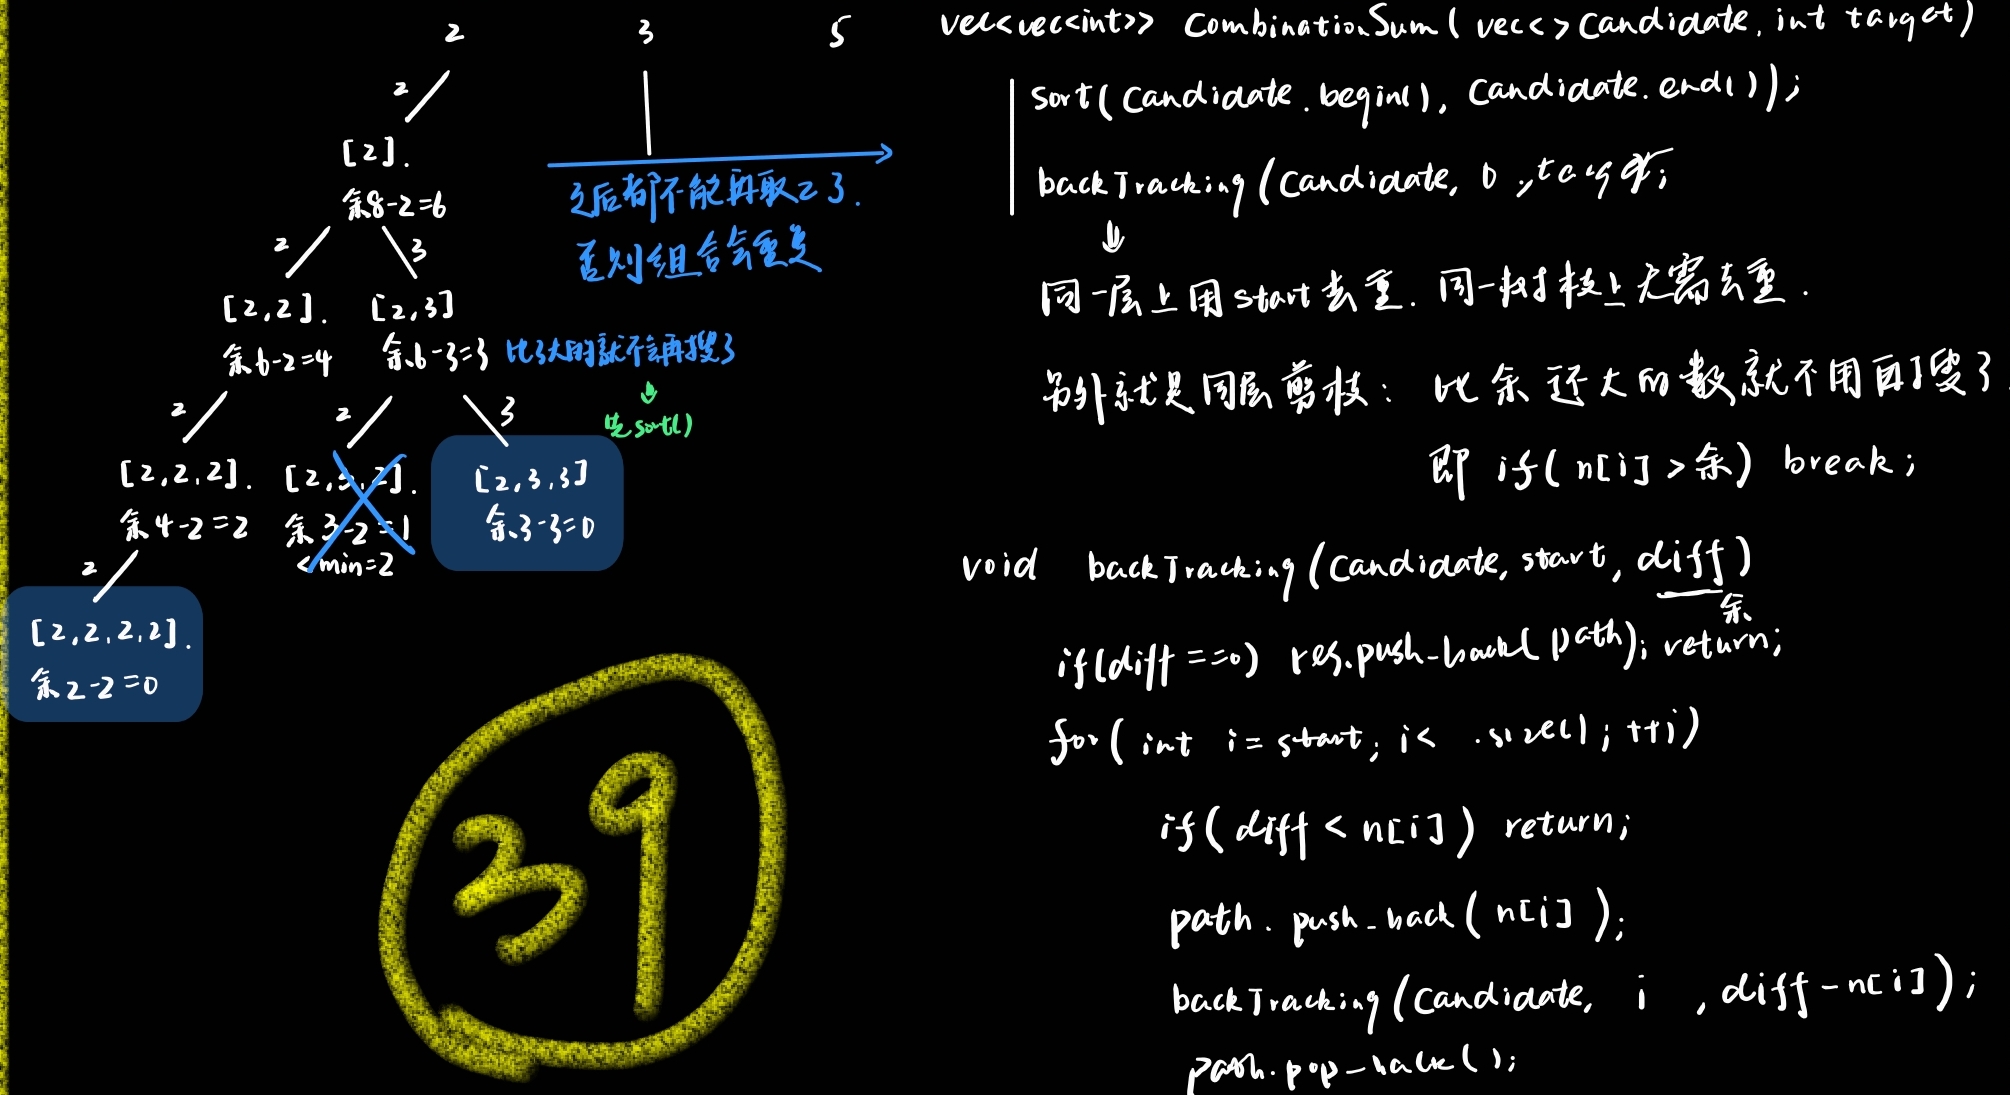 2 3 5
2
[2].
余8-2=6
之后都不能再取2了.
否则组合会重复
2 3
[2,2]. [2,3]
余6-2=4 余6-3=3 比3大的就不会再搜了
先sort()
2 2 3
[2,2,2]. [2,3,2]. [2,3,3]
余4-2=2 余3-2=1 余3-3=0
<min=2
2
[2,2,2,2].
余2-2=0
39
vec<vec<int>> CombinationSum(vec<>Candidate, int target)
sort(Candidate.begin(), Candidate.end());
backTracking(Candidate, 0, target;
同一层上用start去重. 同一树枝上无需去重.
另外就是同层剪枝: 比余还大的数就不用再搜了
即 if(n[i]>余) break;
void backTracking(Candidate, start, diff)
余
if(diff==0) res.push_back(path); return;
for(int i=start; i< .size(); ++i)
if(diff<n[i]) return;
path.push_back(n[i]);
backTracking(Candidate, i, diff-n[i]);
path.pop_back();